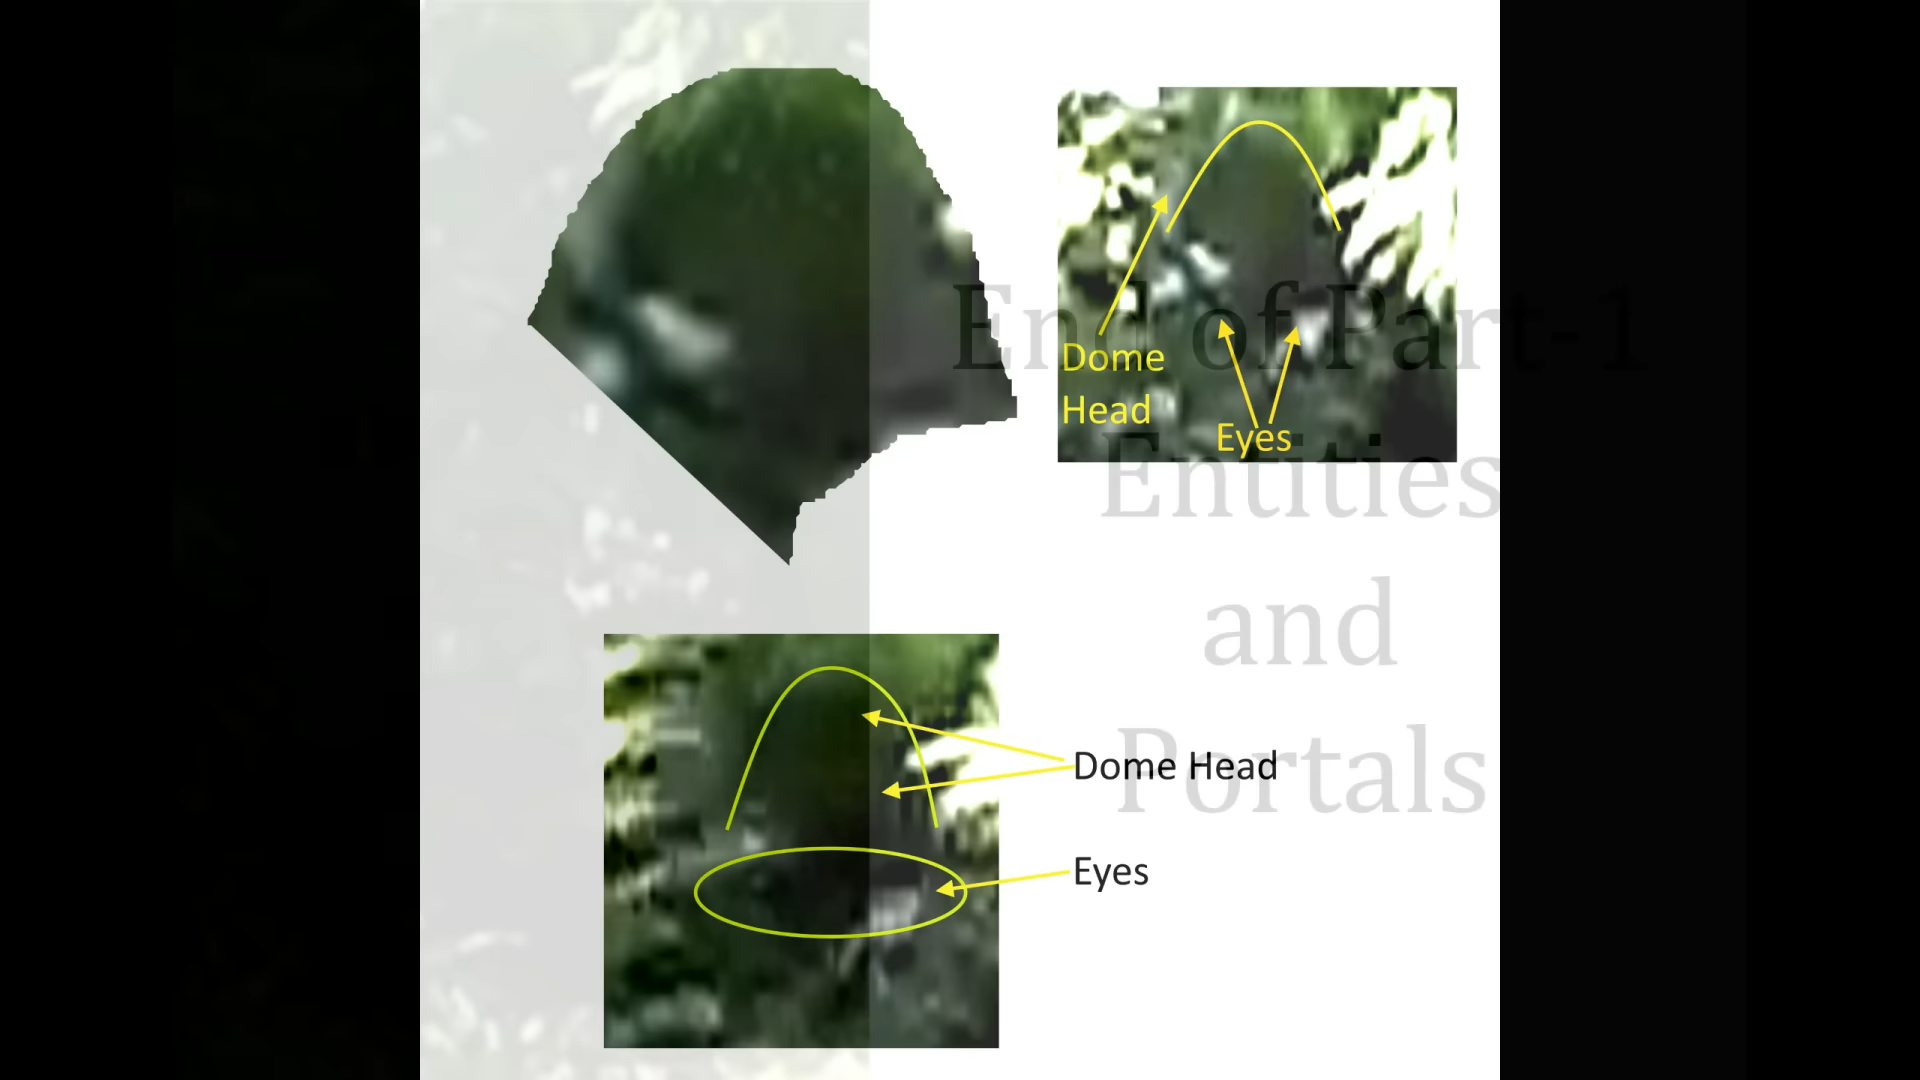 Dome
Head
Eyes
End of Part-1
Entities
and
Portals
Dome Head
Eyes